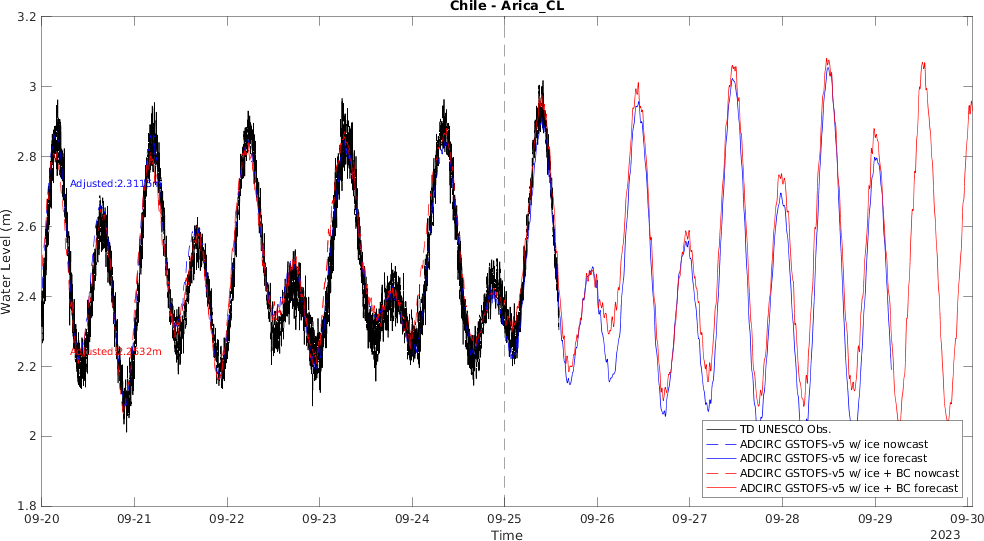 Chile - Arica_CL
3.2
3
2.8
2.6
2.4
2.2
2
1.8
Water Level (m)
Adjusted:2.3115m
TD UNESCO Obs.
ADCIRC GSTOFS-v5 w/ ice nowcast
ADCIRC GSTOFS-v5 w/ ice forecast
ADCIRC GSTOFS-v5 w/ ice + BC nowcast
ADCIRC GSTOFS-v5 w/ ice + BC forecast
09-20 09-21 09-22 09-23 09-24 09-25 09-26 09-27 09-28 09-29 09-30
Time
2023